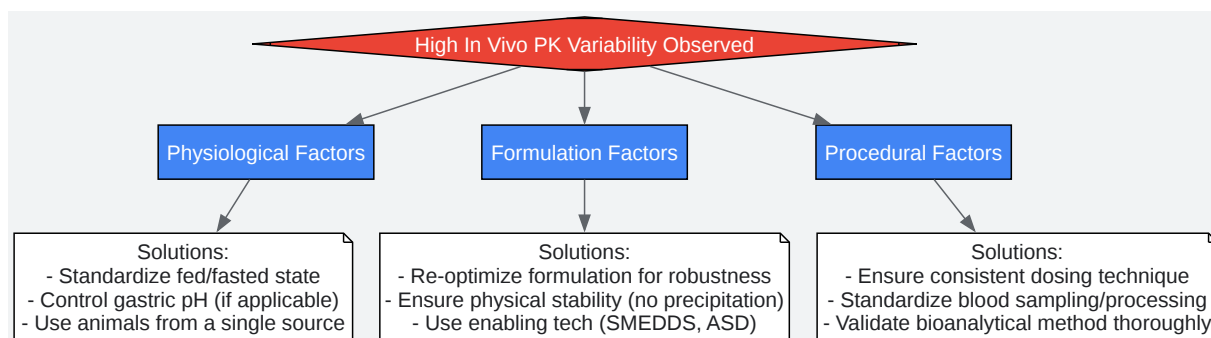 High In Vivo PK Variability Observed
Physiological Factors
Formulation Factors
Procedural Factors
Solutions:
- Standardize fed/fasted state
- Control gastric pH (if applicable)
- Use animals from a single source
Solutions:
- Re-optimize formulation for robustness
- Ensure physical stability (no precipitation)
- Use enabling tech (SMEDDS, ASD)
Solutions:
- Ensure consistent dosing technique
- Standardize blood sampling/processing
- Validate bioanalytical method thoroughly